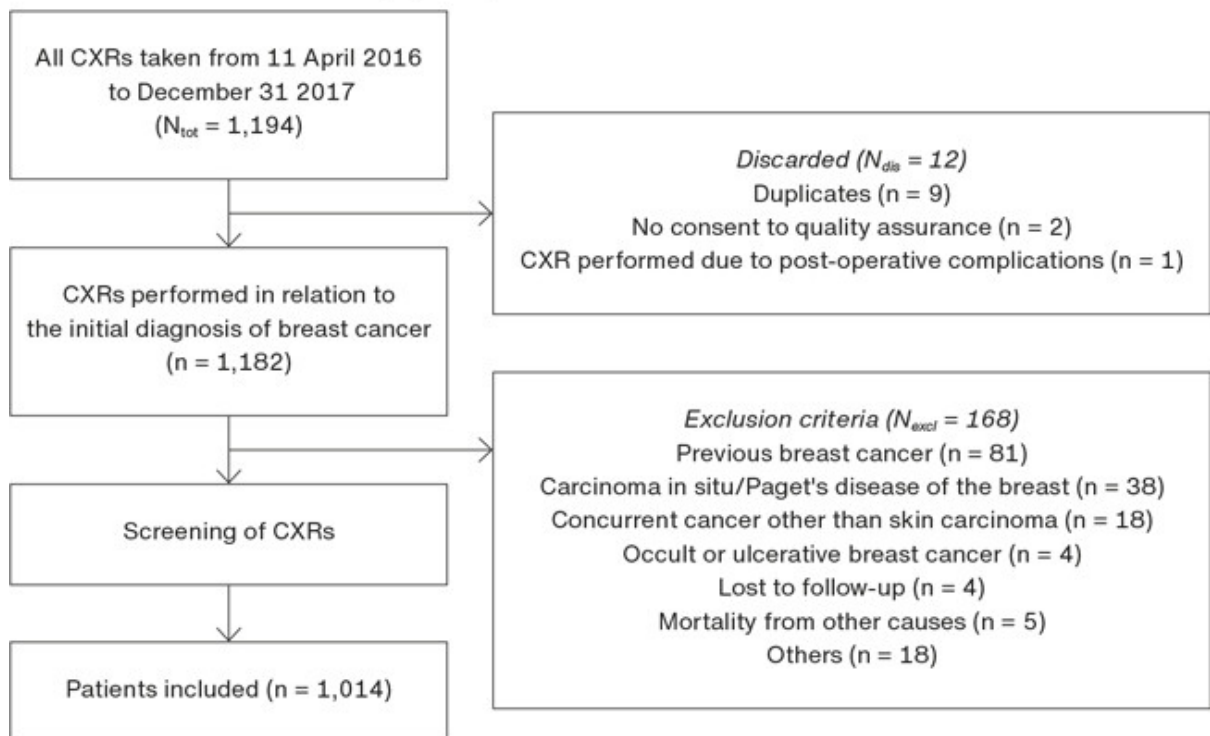 All CXRs taken from 11 April 2016
to December 31 2017
(Ntot = 1,194)
Discarded (Ndis = 12)
Duplicates (n = 9)
No consent to quality assurance (n = 2)
CXR performed due to post-operative complications (n = 1)
CXRs performed in relation to
the initial diagnosis of breast cancer
(n = 1,182)
Exclusion criteria (Nexcl = 168)
Previous breast cancer (n = 81)
Carcinoma in situ/Paget's disease of the breast (n = 38)
Concurrent cancer other than skin carcinoma (n = 18)
Occult or ulcerative breast cancer (n = 4)
Lost to follow-up (n = 4)
Mortality from other causes (n = 5)
Others (n = 18)
Screening of CXRs
Patients included (n = 1,014)